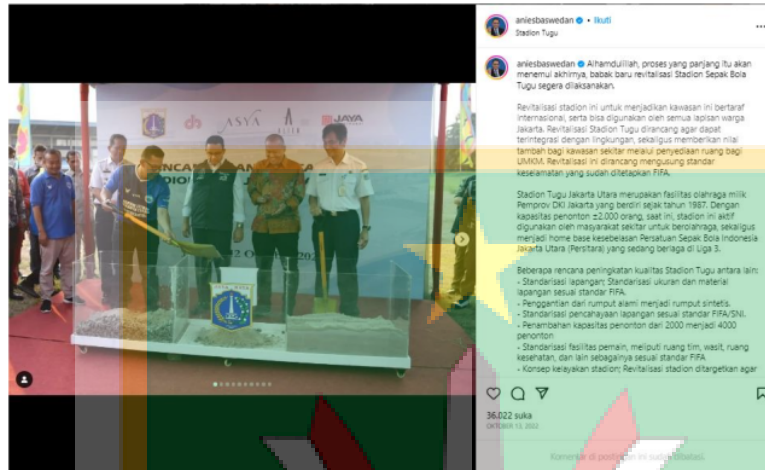 aniesbaswedan • Ikuti
Stadion Tugu
aniesbaswedan Alhamdulillah, proses yang panjang itu akan
menemui akhirnya, babak baru revitalisasi Stadion Sepak Bola
Tugu segera dilaksanakan.
Revitalisasi stadion ini untuk menjadikan kawasan ini bertaraf
internasional, serta bisa digunakan oleh semua lapisan warga
Jakarta. Revitalisasi Stadion Tugu dirancang agar dapat
terintegrasi dengan lingkungan, sekaligus memberikan nilai
tambah bagi kawasan sekitar melalui penyediaan ruang bagi
UMKM. Revitalisasi ini dirancang mengusung standar
keselamatan yang sudah ditetapkan FIFA.
Stadion Tugu Jakarta Utara merupakan fasilitas olahraga milik
Pemprov DKI Jakarta yang berdiri sejak tahun 1987. Dengan
kapasitas penonton ±2.000 orang, saat ini, stadion ini aktif
digunakan oleh masyarakat sekitar untuk berolahraga, sekaligus
menjadi home base kesebelasan Persatuan Sepak Bola Indonesia
Jakarta Utara (Persitara) yang sedang berlaga di Liga 3.
Beberapa rencana peningkatan kualitas Stadion Tugu antara lain:
- Standarisasi lapangan; Standarisasi ukuran dan material
lapangan sesuai standar FIFA.
- Penggantian dari rumput alami menjadi rumput sintetis.
- Standarisasi pencahayaan lapangan sesuai standar FIFA/SNI.
- Penambahan kapasitas penonton dari 2000 menjadi 4000
penonton
- Standarisasi fasilitas pemain, meliputi ruang tim, wasit, ruang
kesehatan, dan lain sebagainya sesuai standar FIFA
- Konsep kelayakan stadion; Revitalisasi stadion ditargetkan agar
36.022 suka
OKTOBER 13, 2022
Komentar di postingan ini sudah dibatasi.
ASYA
JAYA